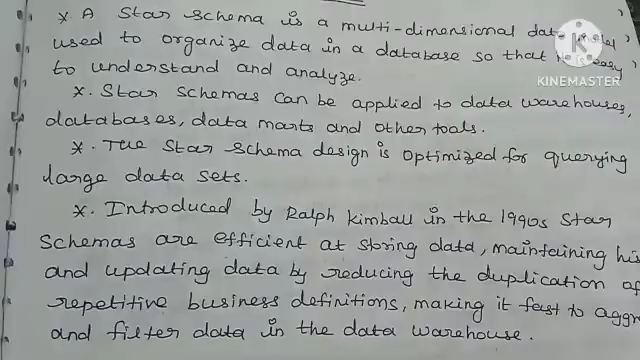 * A Star schema is a multi-dimensional data
used to organize data in a database so that easy
to understand and analyze.
* Star schemas can be applied to data warehouses,
databases, data marts and other tools.
* The Star schema design is optimized for querying
large data sets.
* Introduced by Ralph Kimball in the 1990s Star
Schemas are efficient at storing data, maintaining his
and updating data by reducing the duplication of
repetitive business definitions, making it fast to aggr
and filter data in the data warehouse.
K
KINEMASTER